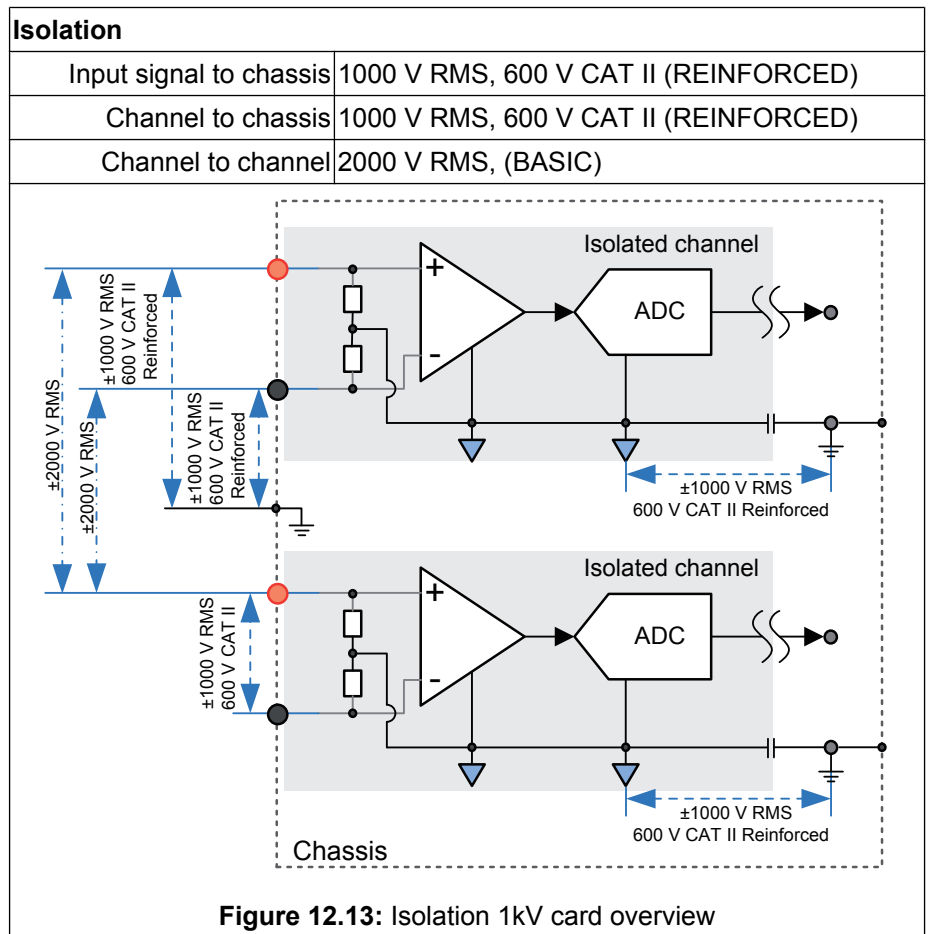 Isolation
Input signal to chassis 1000 V RMS, 600 V CAT II (REINFORCED)
Channel to chassis 1000 V RMS, 600 V CAT II (REINFORCED)
Channel to channel 2000 V RMS, (BASIC)
Isolated channel
+
-
ADC
±2000 V RMS
±2000 V RMS
±1000 V RMS
600 V CAT II
Reinforced
±1000 V RMS
600 V CAT II
Reinforced
±1000 V RMS
600 V CAT II Reinforced
Isolated channel
+
-
ADC
±1000 V RMS
600 V CAT II
±1000 V RMS
600 V CAT II Reinforced
Chassis
Figure 12.13: Isolation 1kV card overview